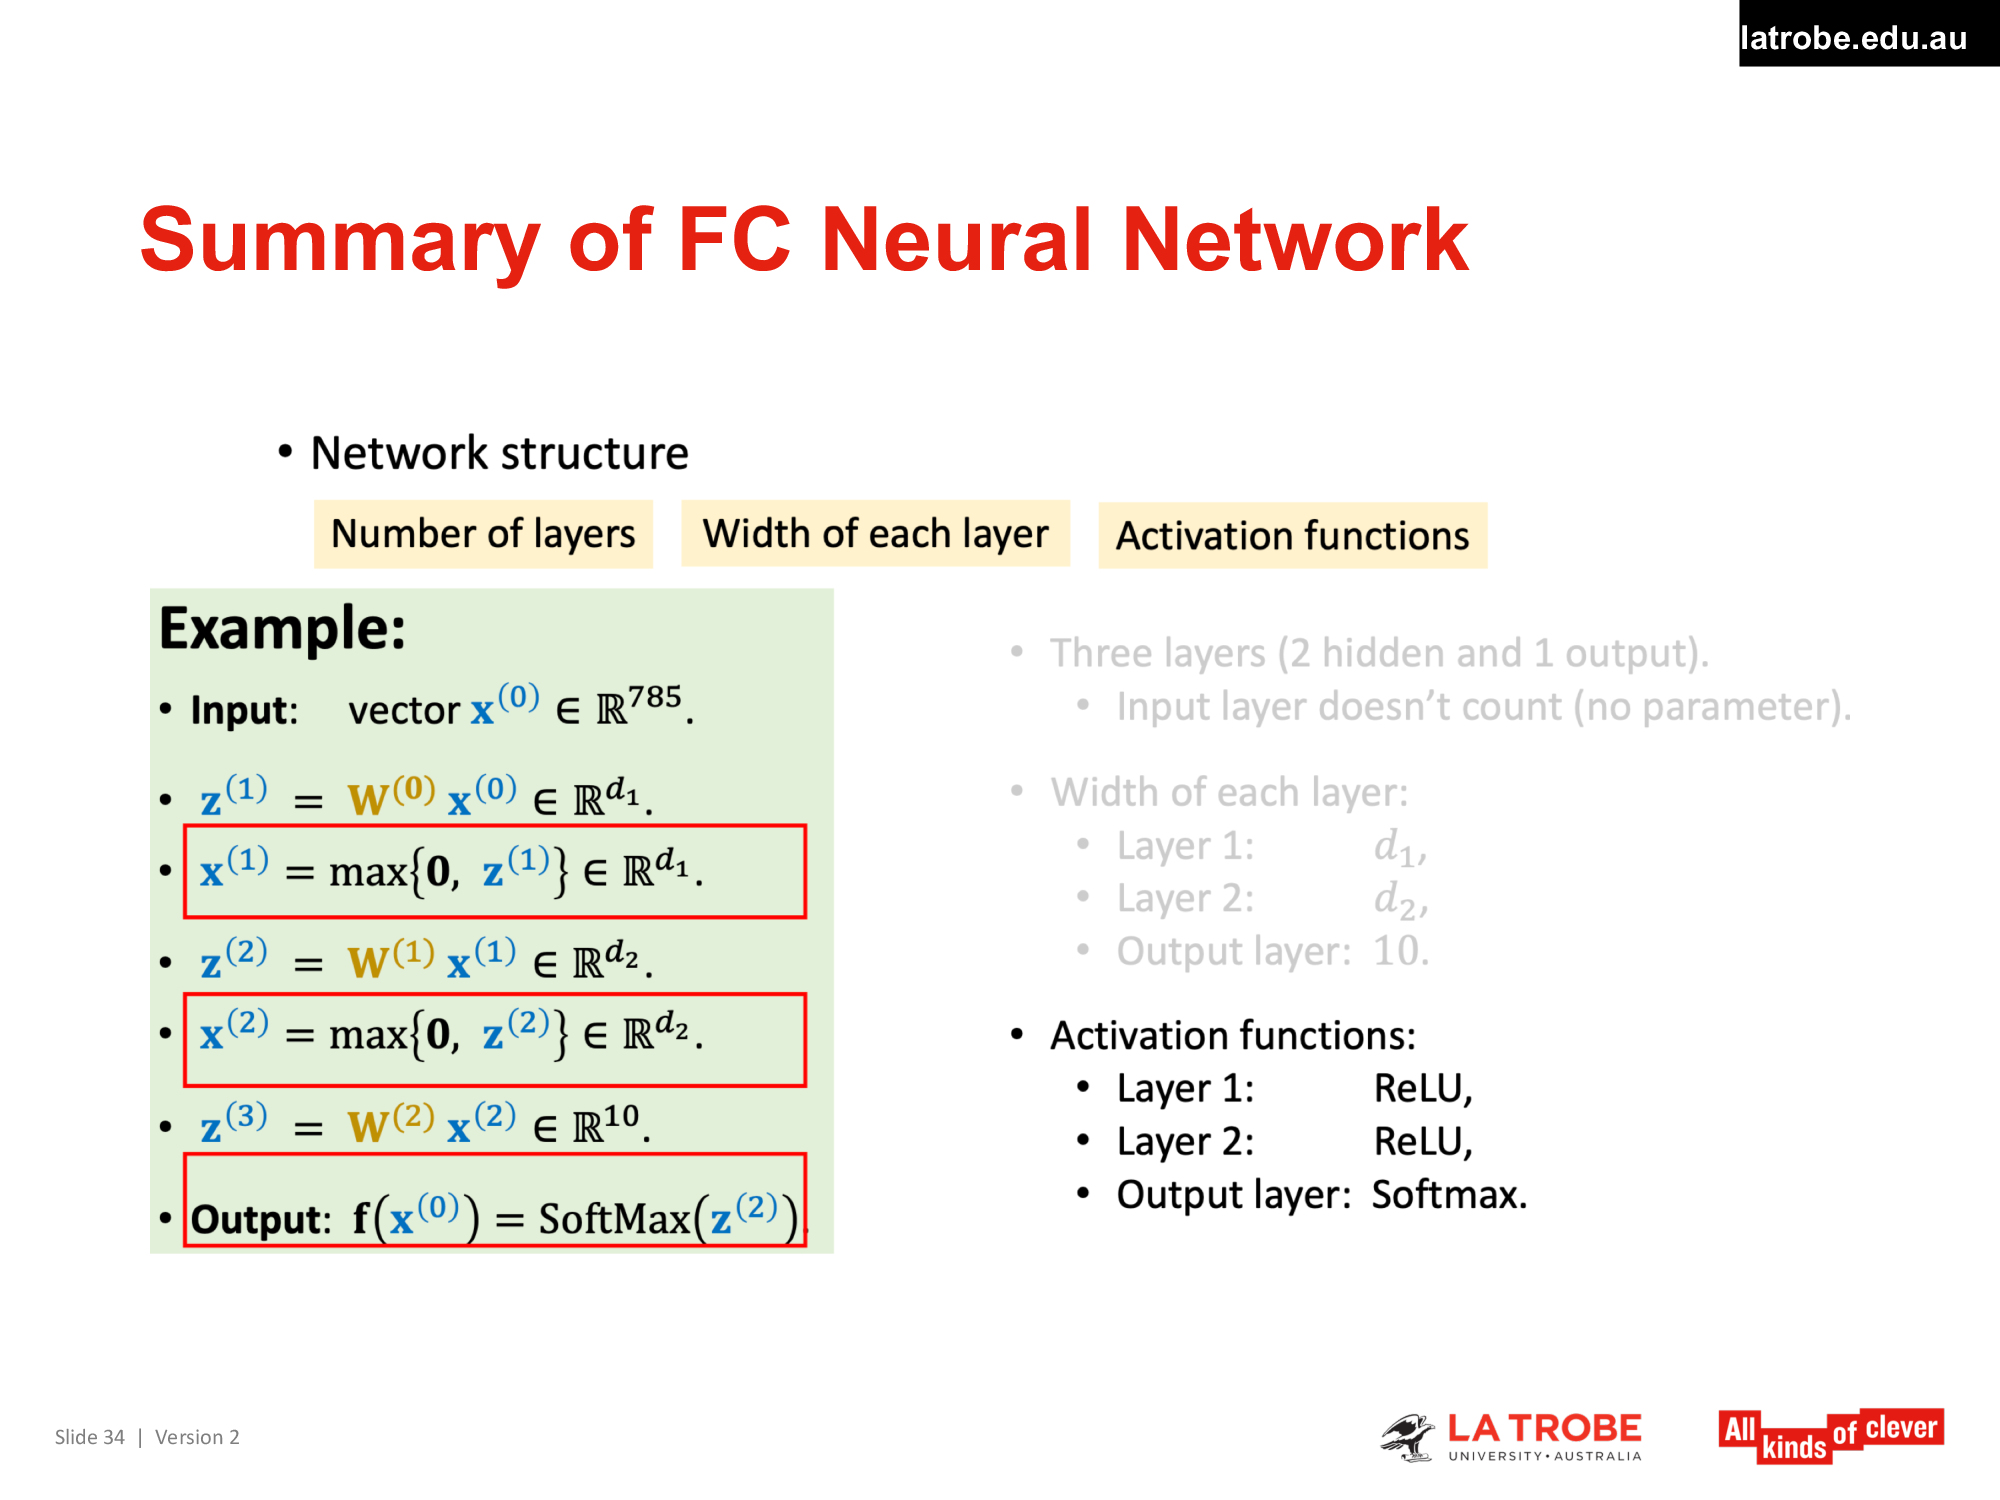 latrobe.edu.au
Summary of FC Neural Network
• Network structure
Number of layers
Width of each layer
Activation functions
Example:
• Input: vector x⁽⁰⁾ ∈ ℝ⁷⁸⁵.
• z⁽¹⁾ = W⁽⁰⁾ x⁽⁰⁾ ∈ ℝ^{d₁}.
• x⁽¹⁾ = max{0, z⁽¹⁾} ∈ ℝ^{d₁}.
• z⁽²⁾ = W⁽¹⁾ x⁽¹⁾ ∈ ℝ^{d₂}.
• x⁽²⁾ = max{0, z⁽²⁾} ∈ ℝ^{d₂}.
• z⁽³⁾ = W⁽²⁾ x⁽²⁾ ∈ ℝ¹⁰.
• Output: f(x⁽⁰⁾) = SoftMax(z⁽²⁾).
• Three layers (2 hidden and 1 output).
• Input layer doesn’t count (no parameter).
• Width of each layer:
• Layer 1: d₁,
• Layer 2: d₂,
• Output layer: 10.
• Activation functions:
• Layer 1: ReLU,
• Layer 2: ReLU,
• Output layer: Softmax.
Slide 34 | Version 2
LA TROBE
UNIVERSITY • AUSTRALIA
All kinds of clever